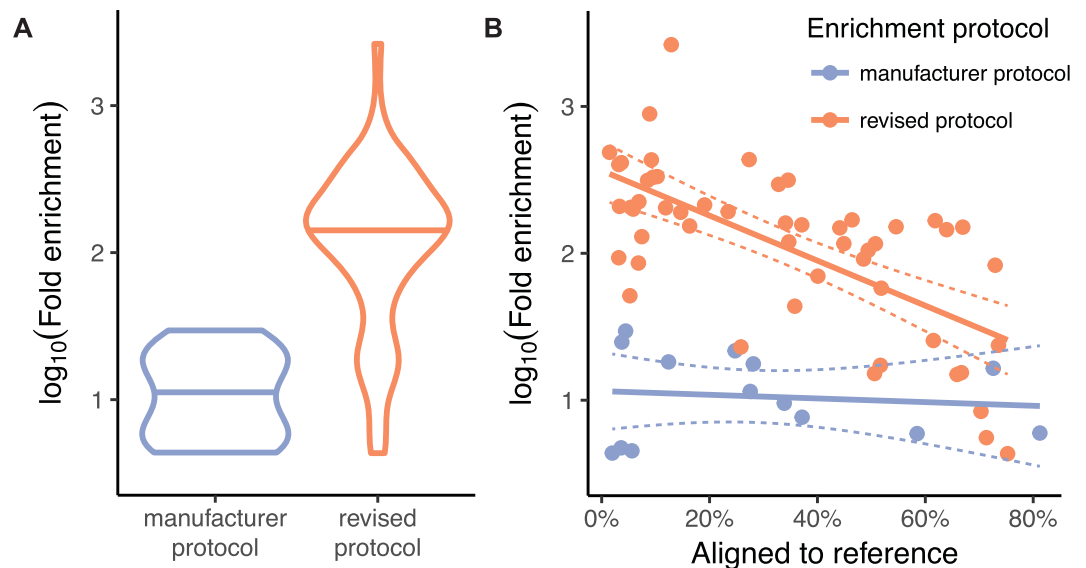 A
log10(Fold enrichment)
3
2
1
manufacturer
protocol
revised
protocol
B
log10(Fold enrichment)
3
2
1
Enrichment protocol
manufacturer protocol
revised protocol
0%
20%
40%
60%
80%
Aligned to reference